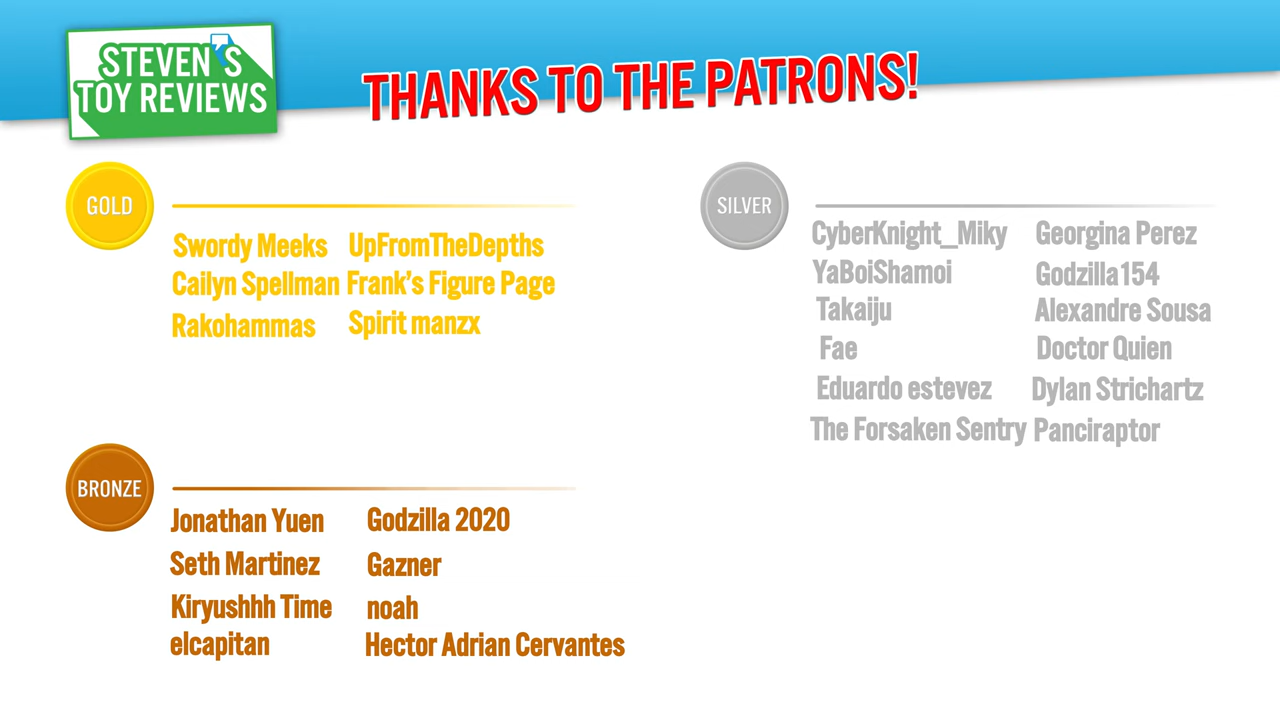 STEVEN'S
TOY REVIEWS
THANKS TO THE PATRONS!
GOLD
Swordy Meeks UpFromTheDepths
Cailyn Spellman Frank's Figure Page
Rakohammas Spirit manzx
SILVER
CyberKnight_Miky Georgina Perez
YaBoiShamoi Godzilla154
Takaiju Alexandre Sousa
Fae Doctor Quien
Eduardo estevez Dylan Strichartz
The Forsaken Sentry Panciraptor
BRONZE
Jonathan Yuen Godzilla 2020
Seth Martinez Gazner
Kiryushhh Time noah
elcapitan Hector Adrian Cervantes